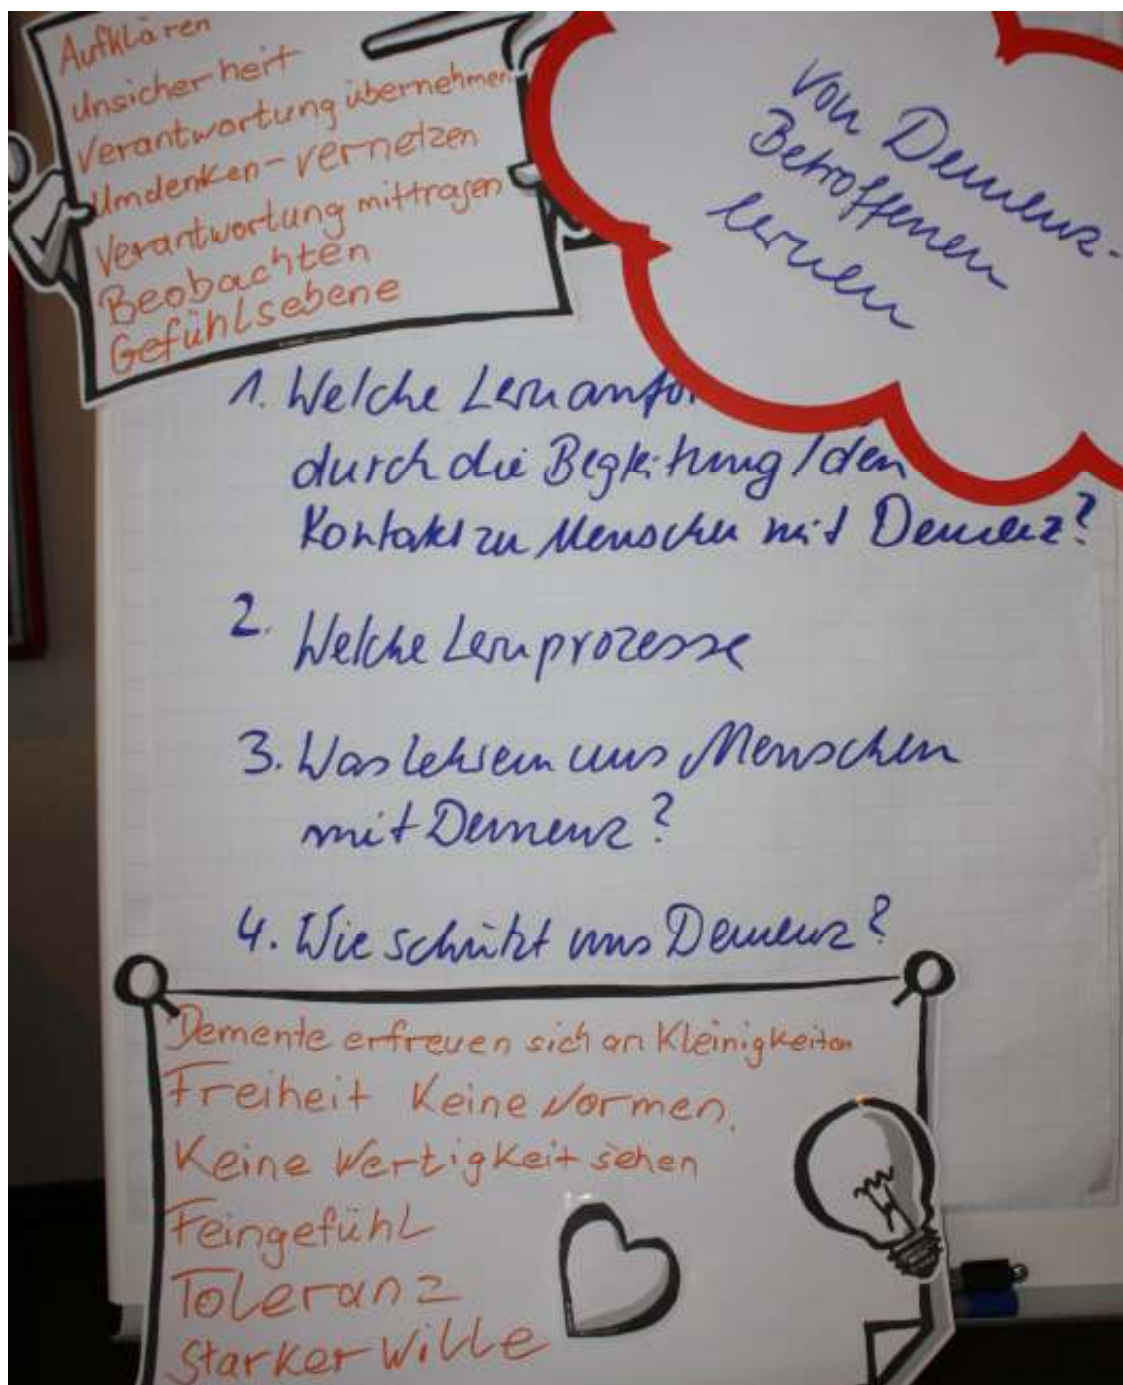 Aufklären
Unsicherheit
Verantwortung übernehmen
Umdenken-vernetzen
Verantwortung mittragen
Beobachten
Gefühlsebene
von Demenz-
Betroffenen
lernen
1. Welche Lernanfo
durch die Begleitung / den
Kontakt zu Menschen mit Demenz?
2. Welche Lernprozesse
3. Was lehren uns Menschen
mit Demenz?
4. Wie schützt uns Demenz?
Demente erfreuen sich an Kleinigkeiten
Freiheit Keine Normen.
Keine Wertigkeit sehen
Feingefühl
Toleranz
Starker Wille